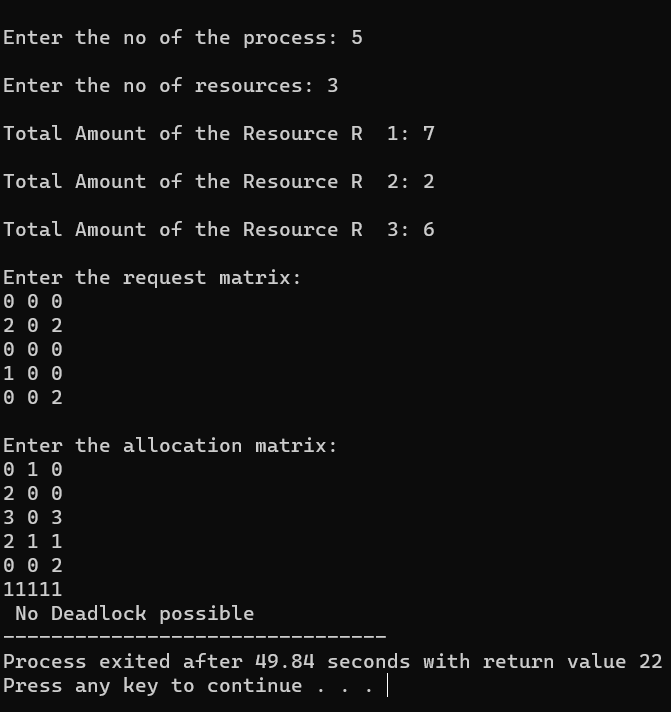 Enter the no of the process: 5
Enter the no of resources: 3
Total Amount of the Resource R  1: 7
Total Amount of the Resource R  2: 2
Total Amount of the Resource R  3: 6
Enter the request matrix:
0 0 0
2 0 2
0 0 0
1 0 0
0 0 2
Enter the allocation matrix:
0 1 0
2 0 0
3 0 3
2 1 1
0 0 2
11111
 No Deadlock possible
--------------------------------
Process exited after 49.84 seconds with return value 22
Press any key to continue . . .